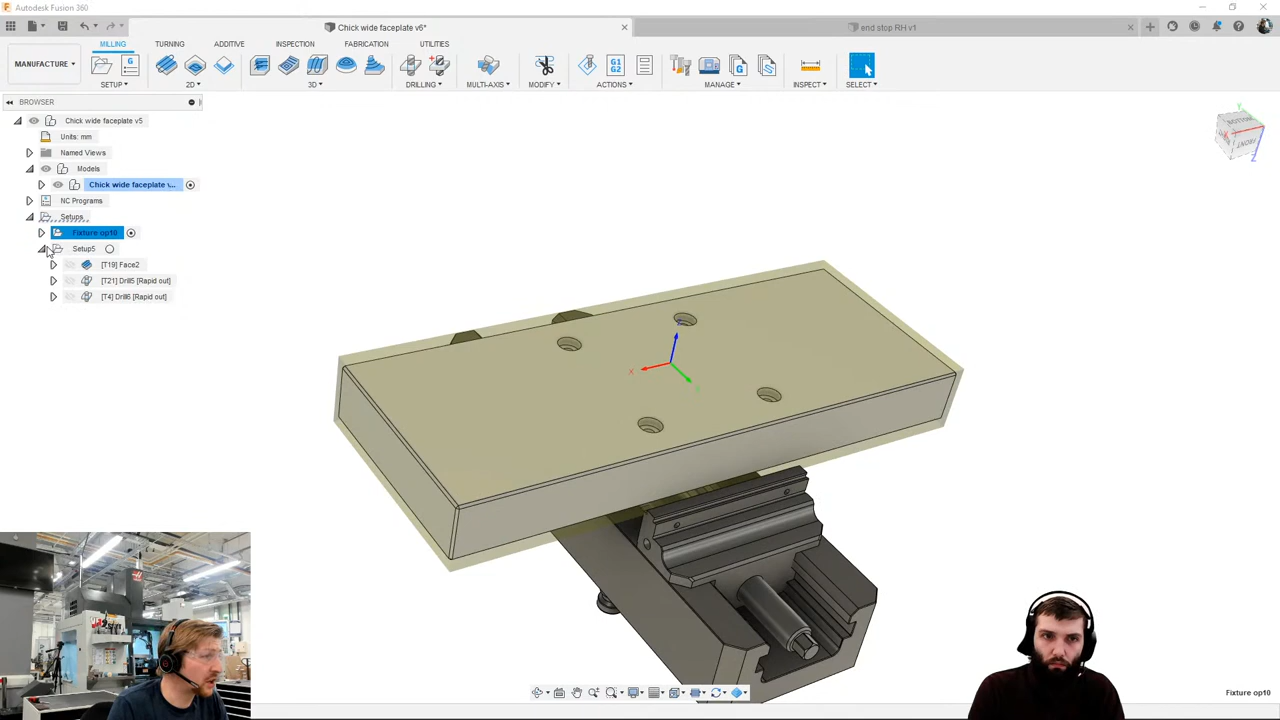 Autodesk Fusion 360
Chick wide faceplate v6*
end stop RH v1
MANUFACTURE
MILLING TURNING ADDITIVE INSPECTION FABRICATION UTILITIES
SETUP 2D 3D DRILLING MULTI-AXIS MODIFY ACTIONS MANAGE INSPECT SELECT
G
G1
G2
G
BROWSER
Chick wide faceplate v5
Units: mm
Named Views
Models
Chick wide faceplate v...
NC Programs
Setups
Fixture op10
Setup5
[T19] Face2
[T21] Drill5 [Rapid out]
[T4] Drill6 [Rapid out]
X
Y
X
Z
FRONT
Fixture op10